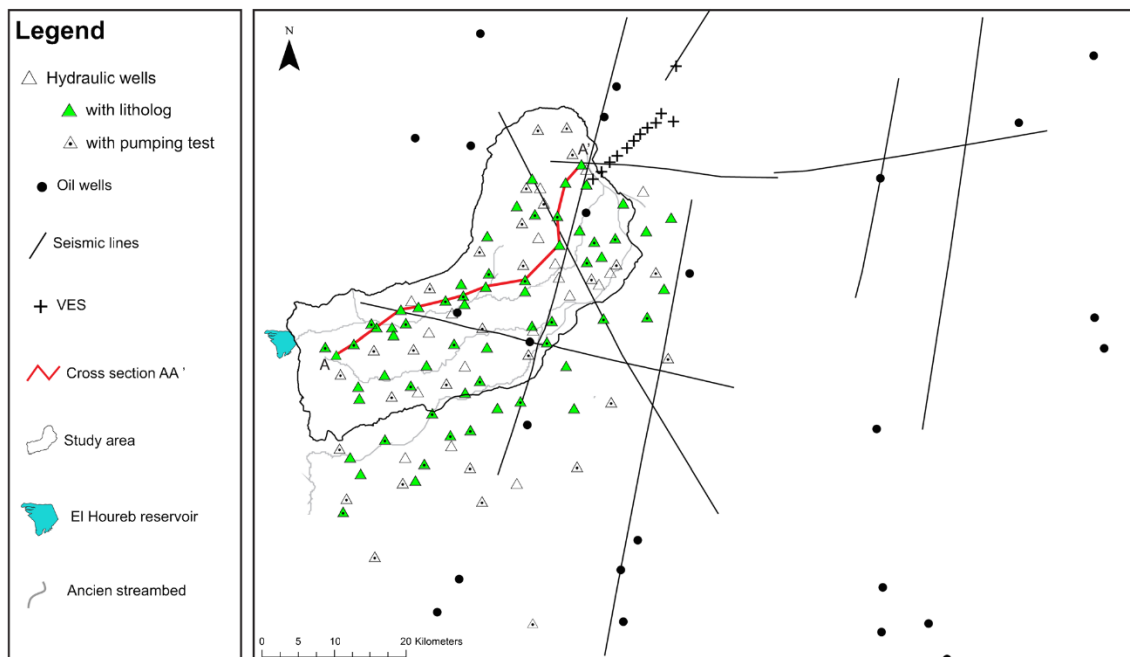 Legend
Hydraulic wells
with litholog
with pumping test
Oil wells
Seismic lines
VES
Cross section AA '
Study area
El Houreb reservoir
Ancien streambed
N
A'
A
0 5 10 20 Kilometers